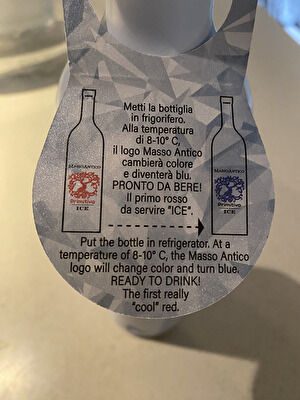 Metti la bottiglia
in frigorifero.
Alla temperatura
di 8-10° C,
il logo Masso Antico
cambierà colore
e diventerà blu.
PRONTO DA BERE!
Il primo rosso
da servire "ICE".
MASSOANTICO
Primitivo
ICE
MASSOANTICO
Primitivo
ICE
Put the bottle in refrigerator. At a
temperature of 8-10° C, the Masso Antico
logo will change color and turn blue.
READY TO DRINK!
The first really
"cool" red.